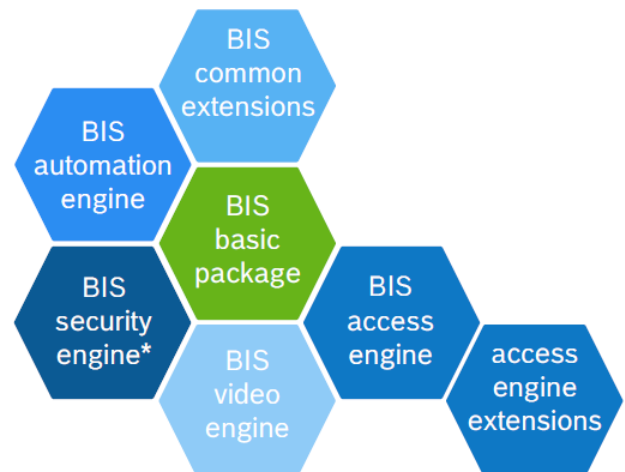 BIS
common
extensions
BIS
automation
engine
BIS
basic
package
BIS
security
engine*
BIS
access
engine
BIS
video
engine
access
engine
extensions